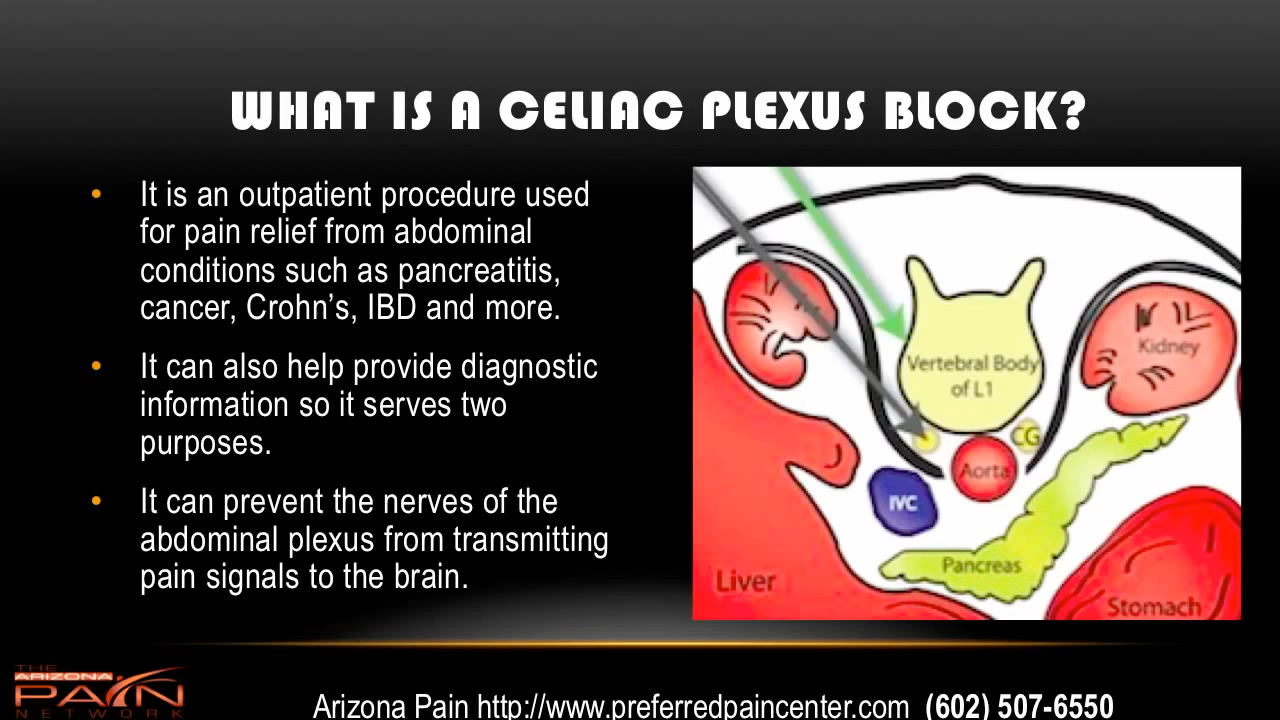 WHAT IS A CELIAC PLEXUS BLOCK?
• It is an outpatient procedure used
for pain relief from abdominal
conditions such as pancreatitis,
cancer, Crohn’s, IBD and more.
• It can also help provide diagnostic
information so it serves two
purposes.
• It can prevent the nerves of the
abdominal plexus from transmitting
pain signals to the brain.
Kidney
Vertebral Body
of L1
CG
Aorta
IVC
Pancreas
Liver
Stomach
THE
ARIZONA
PAIN
NETWORK
Arizona Pain http://www.preferredpaincenter.com (602) 507-6550